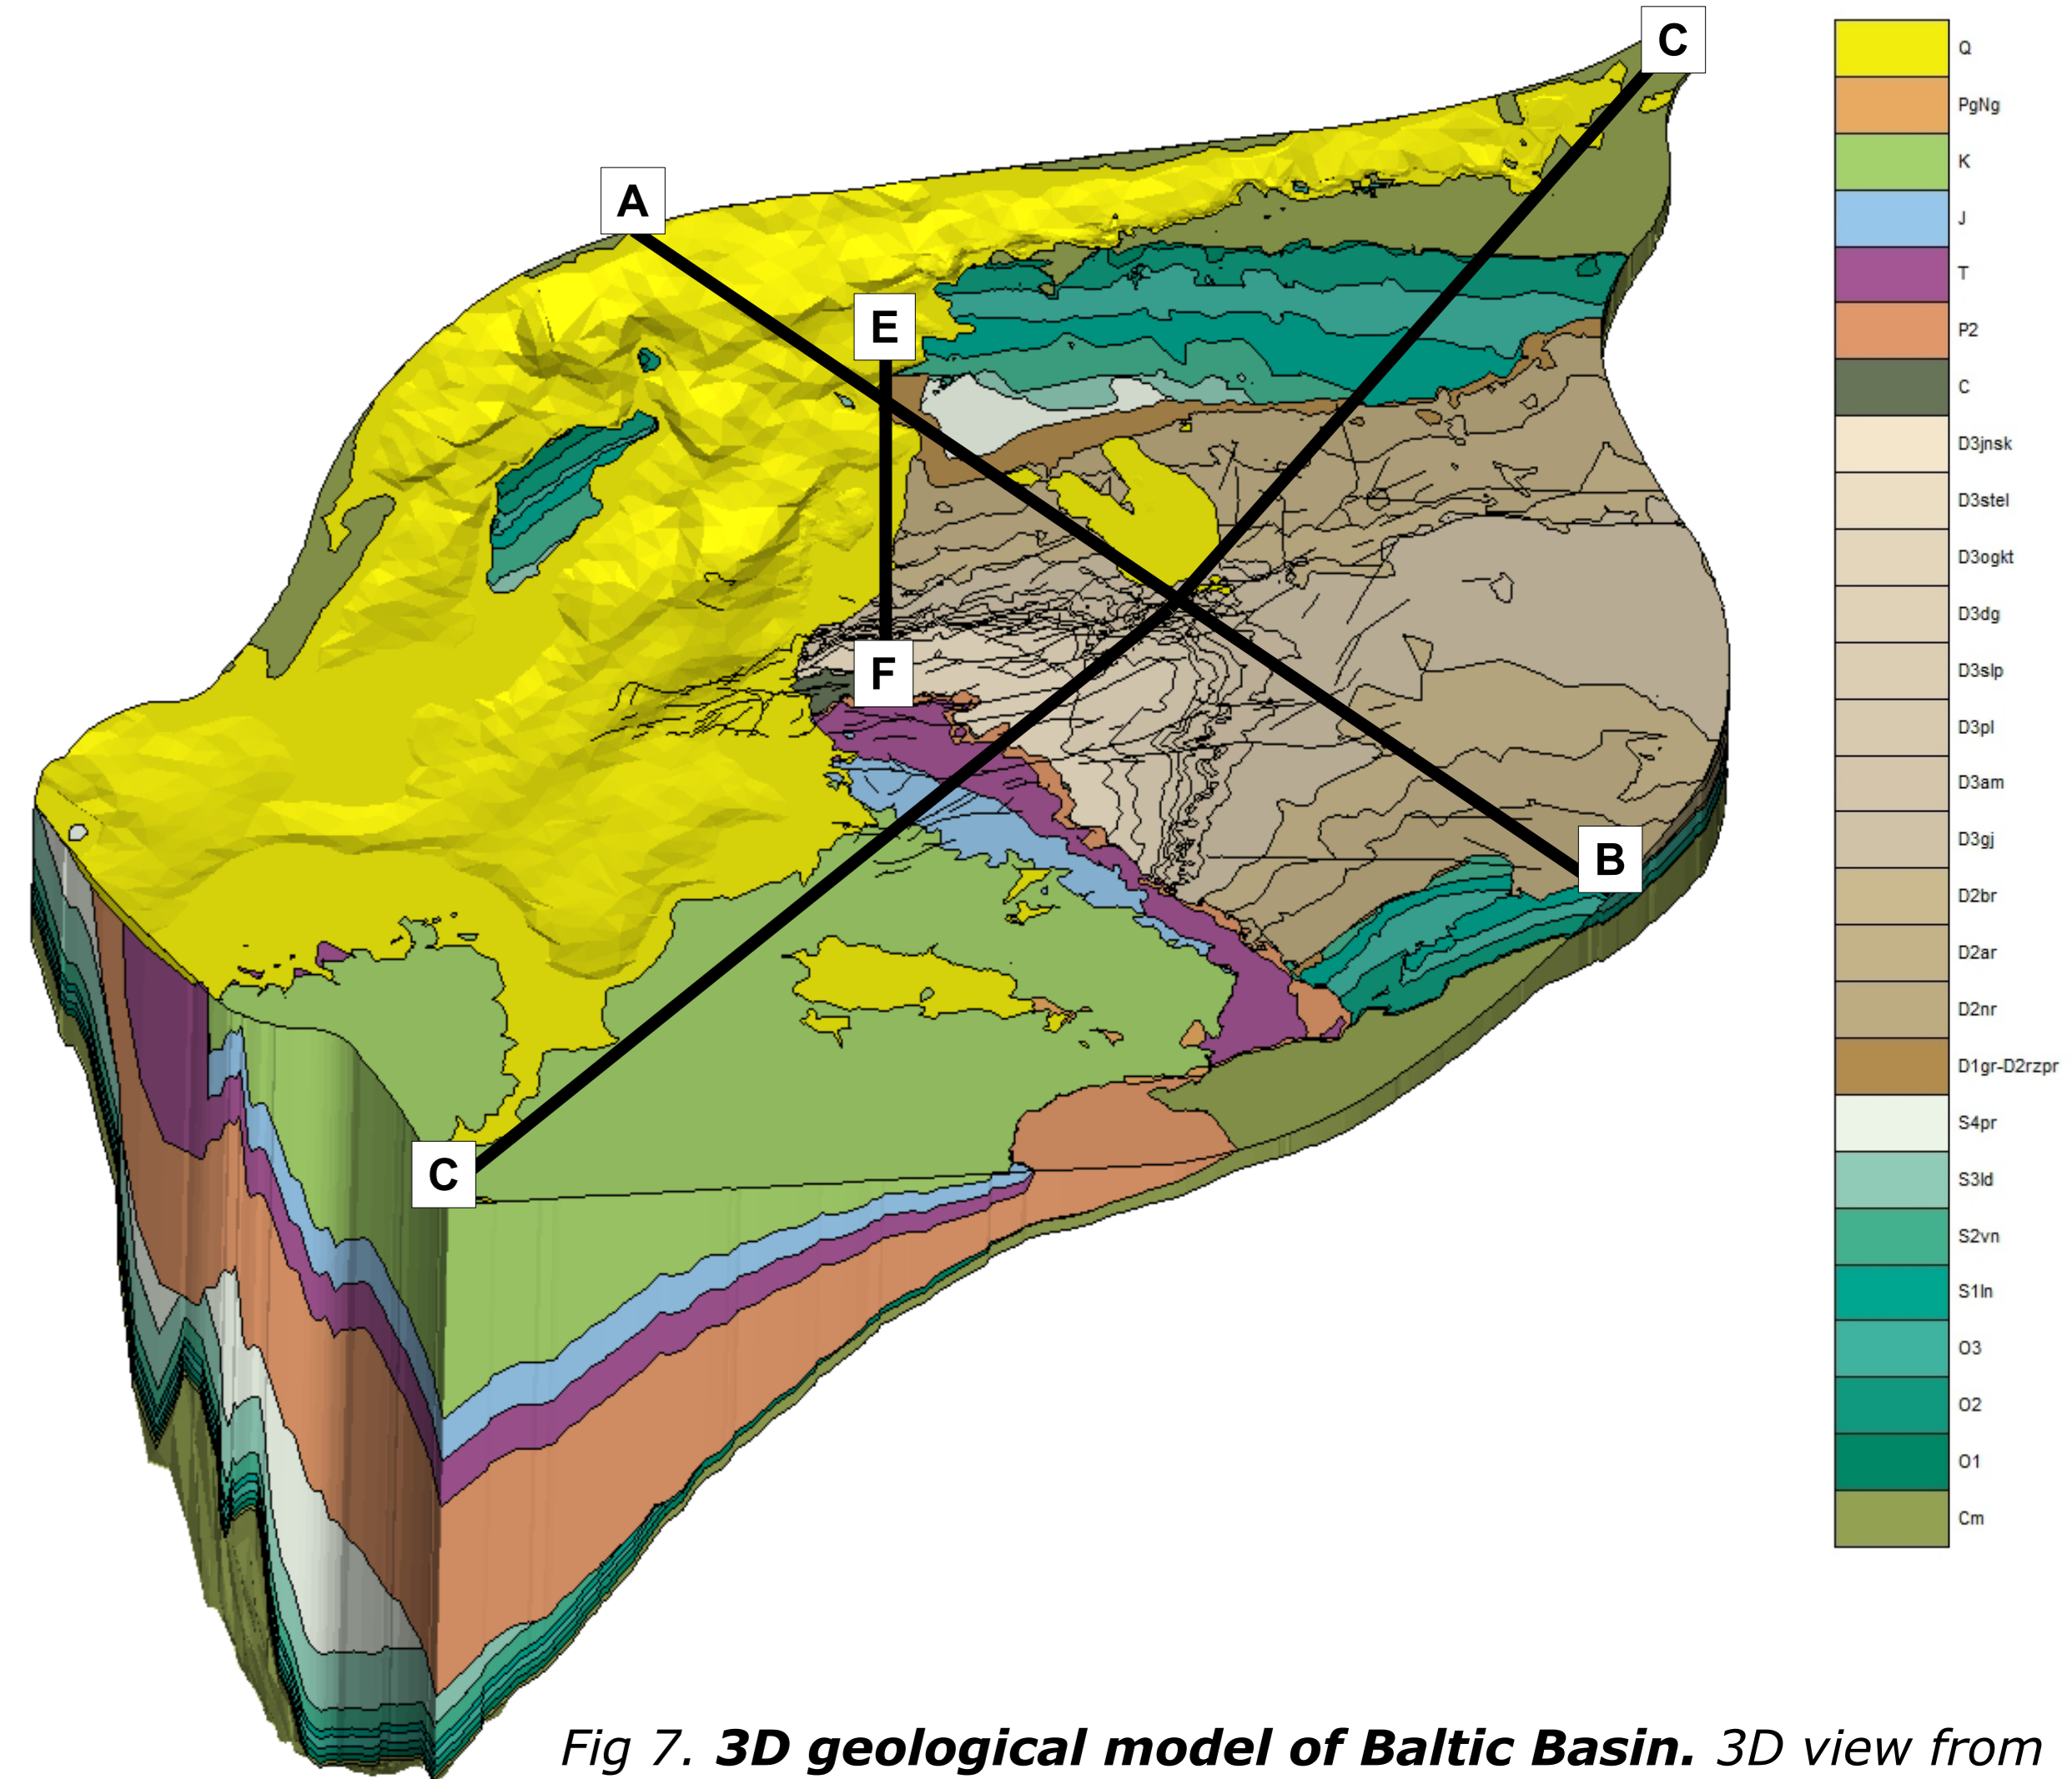 C
A
E
F
B
C
Q
PgNg
K
J
T
P2
C
D3jnsk
D3stel
D3ogkt
D3dg
D3slp
D3pl
D3am
D3gj
D2br
D2ar
D2nr
D1gr-D2rzpr
S4pr
S3ld
S2vn
S1ln
O3
O2
O1
Cm
Fig 7. 3D geological model of Baltic Basin. 3D view from